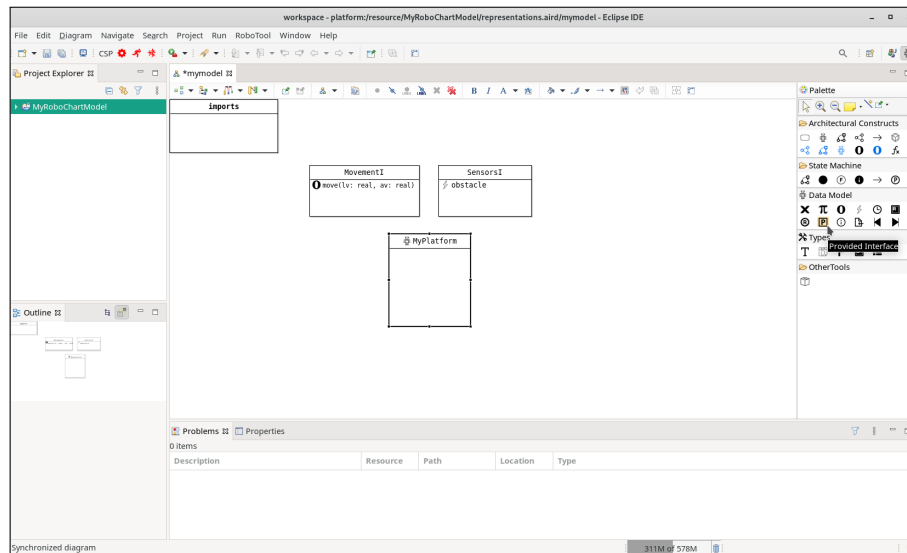 workspace - platform:/resource/MyRoboChartModel/representations.aird/mymodel - Eclipse IDE
File Edit Diagram Navigate Search Project Run RoboTool Window Help
CSP
Project Explorer
*mymodel
B I A
Palette
MyRoboChartModel
imports
Architectural Constructs
MovementI
move(lv: real, av: real)
SensorsI
obstacle
State Machine
MyPlatform
Data Model
Types
Provided Interface
OtherTools
Outline
Problems
Properties
0 items
Description Resource Path Location Type
Synchronized diagram
311M of 578M